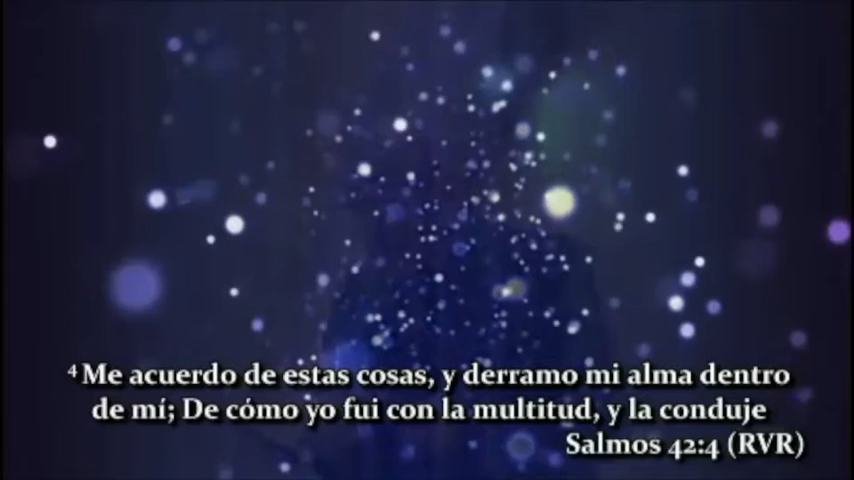 ⁴ Me acuerdo de estas cosas, y derramo mi alma dentro
de mí; De cómo yo fui con la multitud, y la conduje
Salmos 42:4 (RVR)